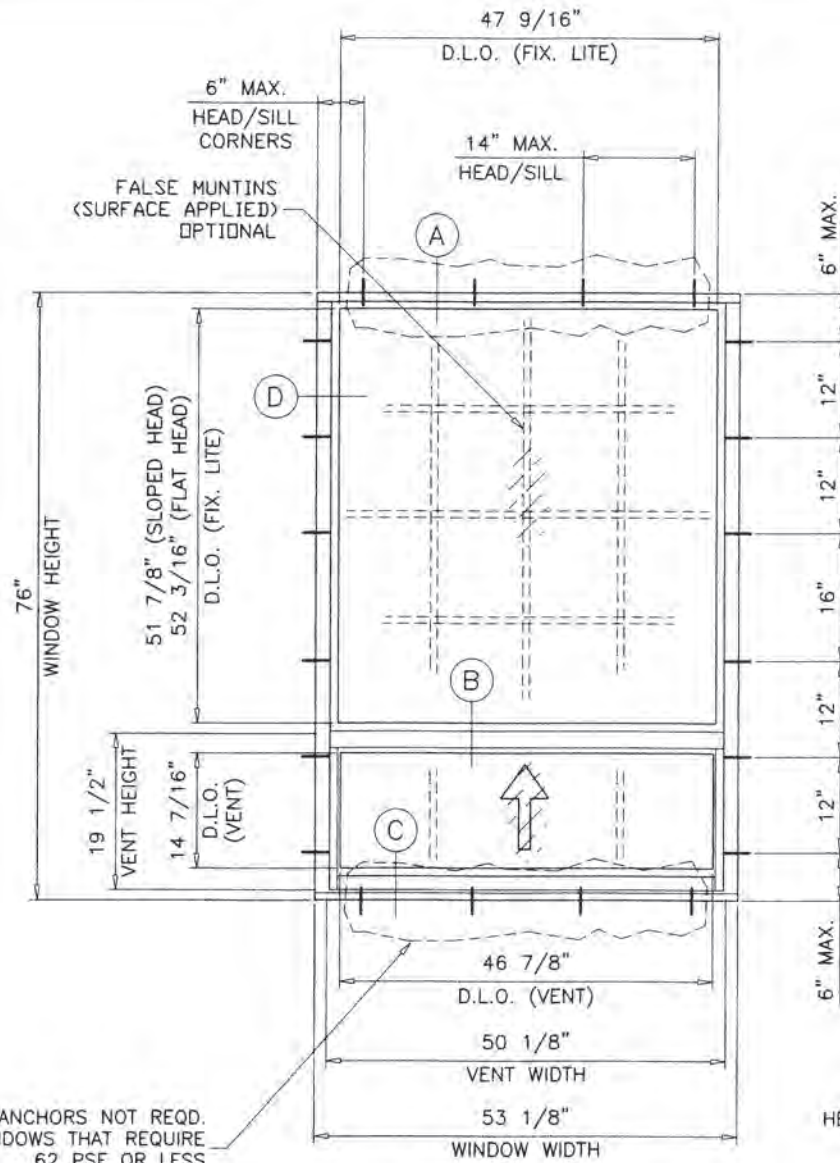 47 9/16"
D.L.O. (FIX. LITE)
6" MAX.
HEAD/SILL
CORNERS
14" MAX.
HEAD/SILL
FALSE MUNTINS
(SURFACE APPLIED)
OPTIONAL
A
6" MAX.
D
12"
12"
16"
12"
12"
6" MAX.
76"
WINDOW HEIGHT
51 7/8" (SLOPED HEAD)
52 3/16" (FLAT HEAD)
D.L.O. (FIX. LITE)
B
19 1/2"
VENT HEIGHT
14 7/16"
D.L.O.
(VENT)
C
46 7/8"
D.L.O. (VENT)
50 1/8"
VENT WIDTH
53 1/8"
WINDOW WIDTH
ANCHORS NOT REQD.
NDOWS THAT REQUIRE
62 PSF OR LESS
HE